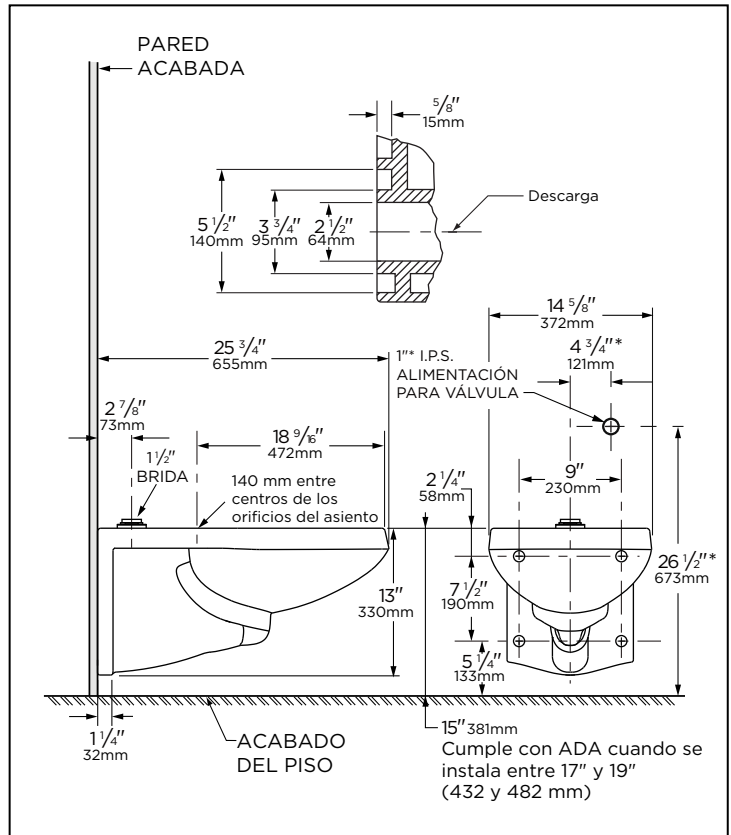 PARED
ACABADA
5/8"
15mm
5 1/2"
140mm
3 3/4"
95mm
2 1/2"
64mm
Descarga
14 5/8"
372mm
25 3/4"
655mm
1"* I.P.S.
ALIMENTACIÓN
PARA VÁLVULA
4 3/4"*
121mm
2 7/8"
73mm
18 9/16"
472mm
1 1/2"
BRIDA
140 mm entre
centros de los
orificios del asiento
2 1/4"
58mm
9"
230mm
26 1/2"*
673mm
13"
330mm
7 1/2"
190mm
5 1/4"
133mm
1 1/4"
32mm
ACABADO
DEL PISO
15" 381mm
Cumple con ADA cuando se
instala entre 17" y 19"
(432 y 482 mm)